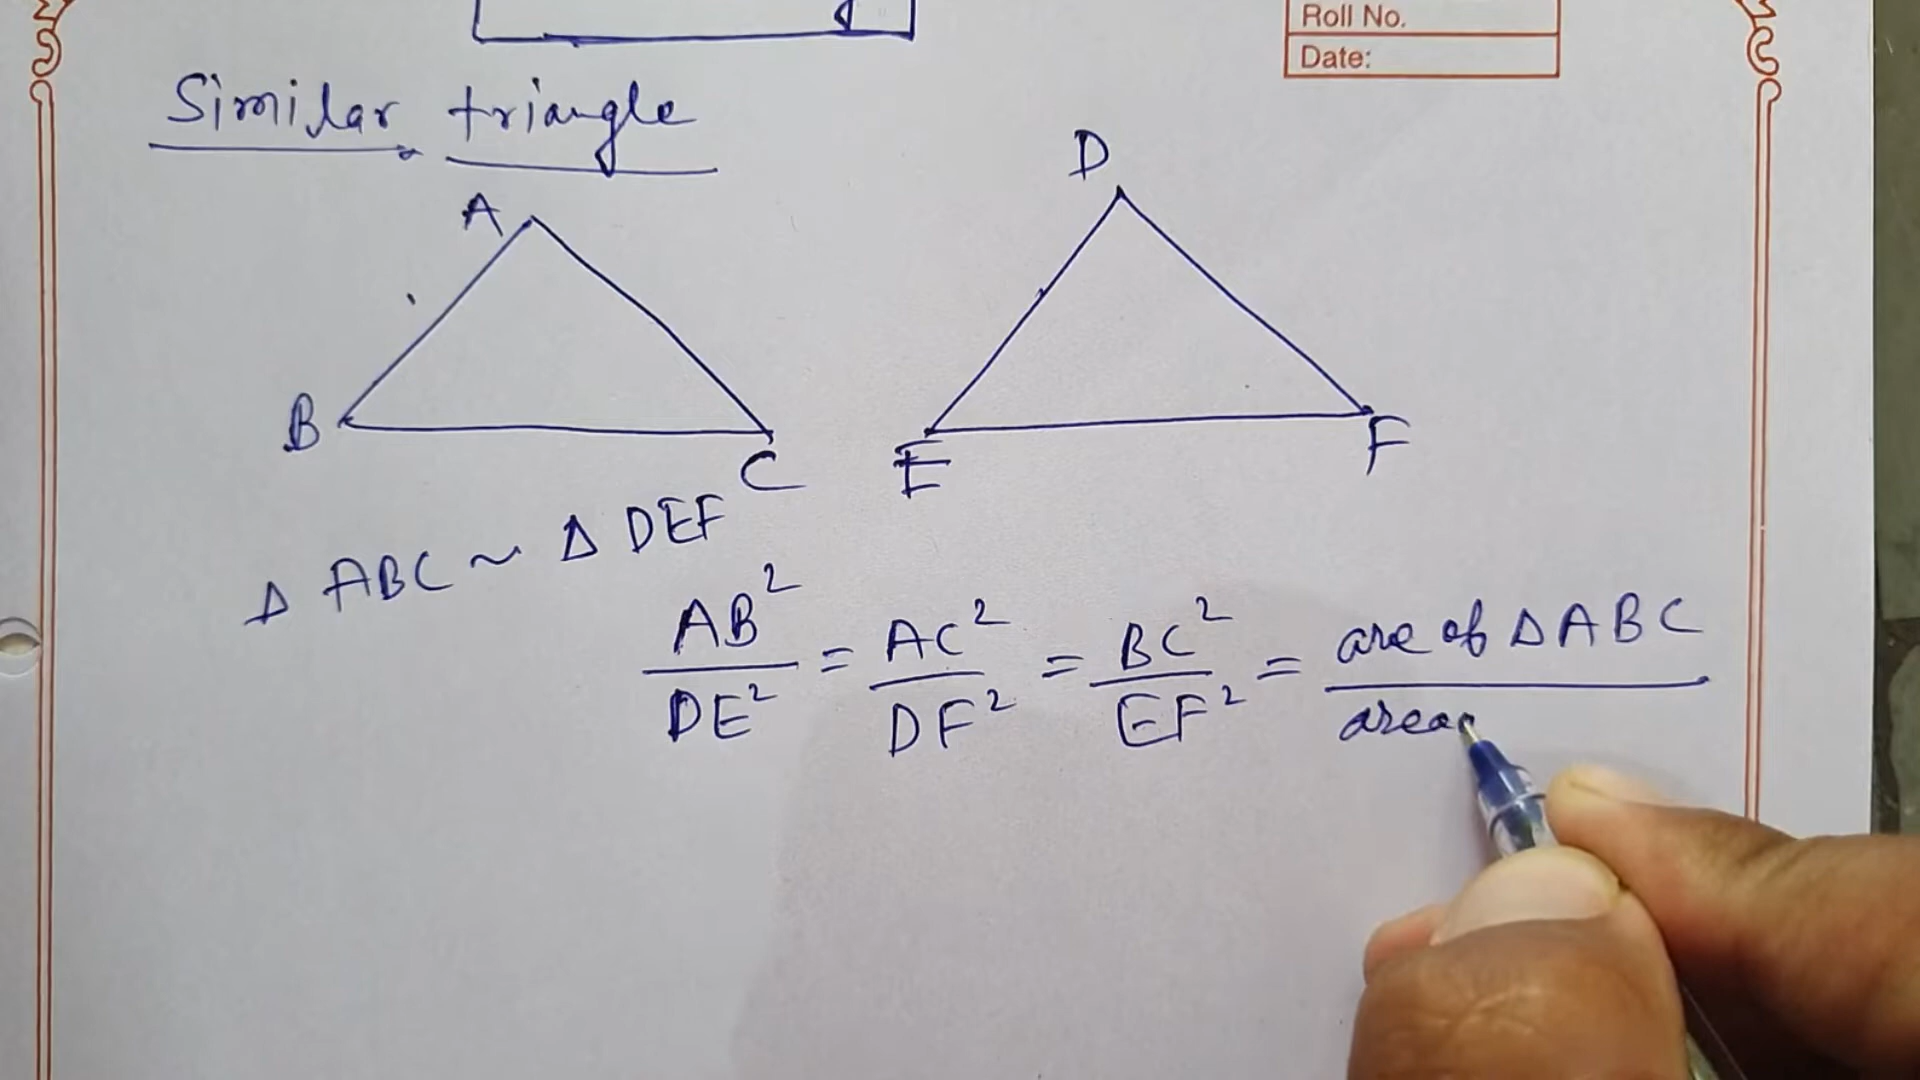 Roll No.
Date:
Similar triangle
A
D
B
C
E
F
Δ ABC ~ Δ DEF
AB²/DE² = AC²/DF² = BC²/EF² = are of Δ ABC/area